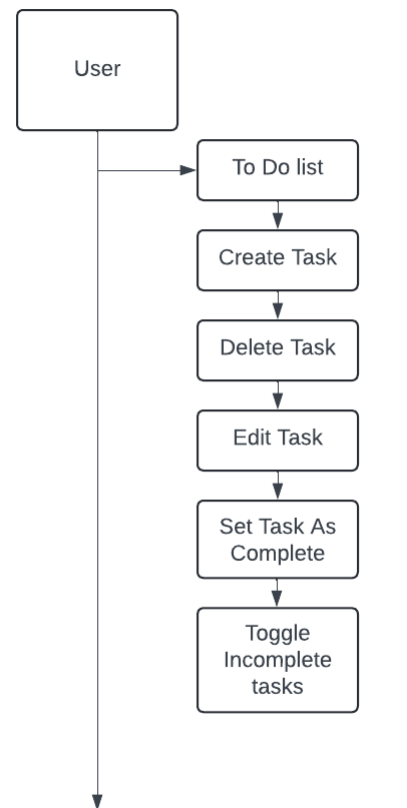 User
To Do list
Create Task
Delete Task
Edit Task
Set Task As
Complete
Toggle
Incomplete
tasks